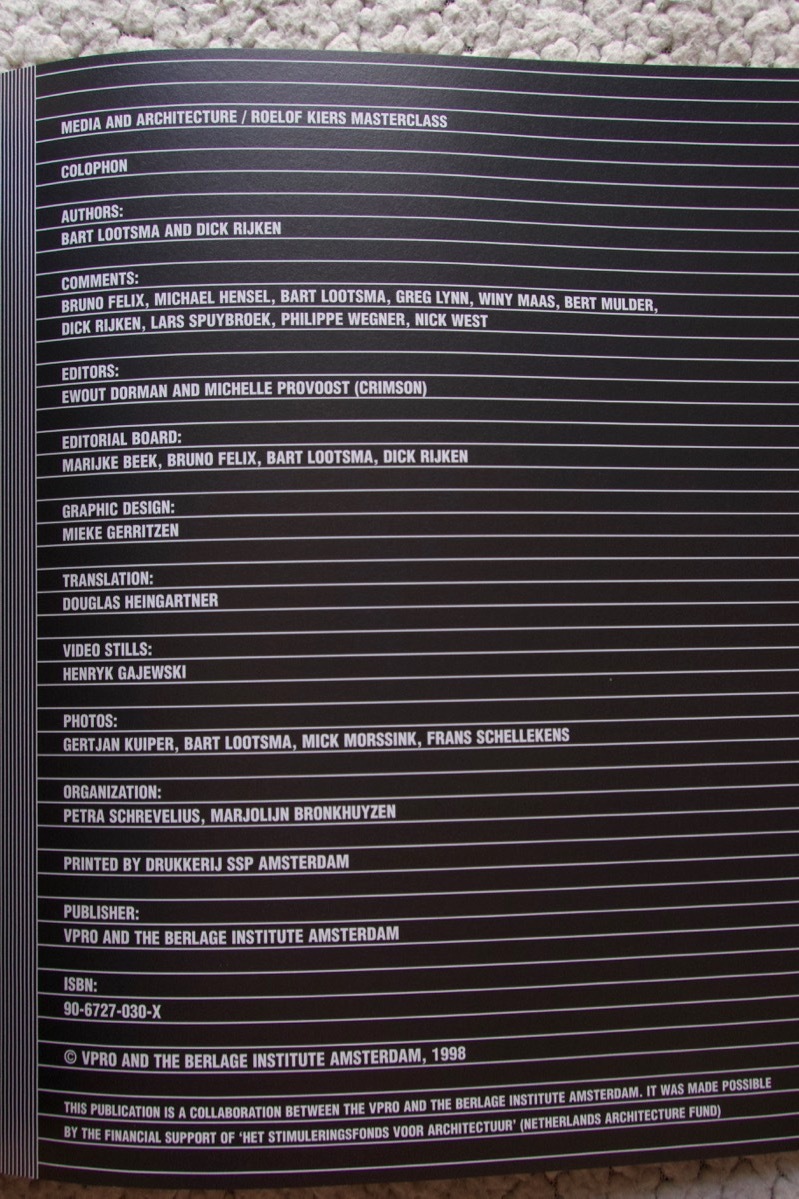 MEDIA AND ARCHITECTURE / ROELOF KIERS MASTERCLASS
COLOPHON
AUTHORS:
BART LOOTSMA AND DICK RIJKEN
COMMENTS:
BRUNO FELIX, MICHAEL HENSEL, BART LOOTSMA, GREG LYNN, WINY MAAS, BERT MULDER,
DICK RIJKEN, LARS SPUYBROEK, PHILIPPE WEGNER, NICK WEST
EDITORS:
EWOUT DORMAN AND MICHELLE PROVOOST (CRIMSON)
EDITORIAL BOARD:
MARIJKE BEEK, BRUNO FELIX, BART LOOTSMA, DICK RIJKEN
GRAPHIC DESIGN:
MIEKE GERRITZEN
TRANSLATION:
DOUGLAS HEINGARTNER
VIDEO STILLS:
HENRYK GAJEWSKI
PHOTOS:
GERTJAN KUIPER, BART LOOTSMA, MICK MORSSINK, FRANS SCHELLEKENS
ORGANIZATION:
PETRA SCHREVELIUS, MARJOLIJN BRONKHUYZEN
PRINTED BY DRUKKERIJ SSP AMSTERDAM
PUBLISHER:
VPRO AND THE BERLAGE INSTITUTE AMSTERDAM
ISBN:
90-6727-030-X
© VPRO AND THE BERLAGE INSTITUTE AMSTERDAM, 1998
THIS PUBLICATION IS A COLLABORATION BETWEEN THE VPRO AND THE BERLAGE INSTITUTE AMSTERDAM. IT WAS MADE POSSIBLE
BY THE FINANCIAL SUPPORT OF 'HET STIMULERINGSFONDS VOOR ARCHITECTUUR' (NETHERLANDS ARCHITECTURE FUND)